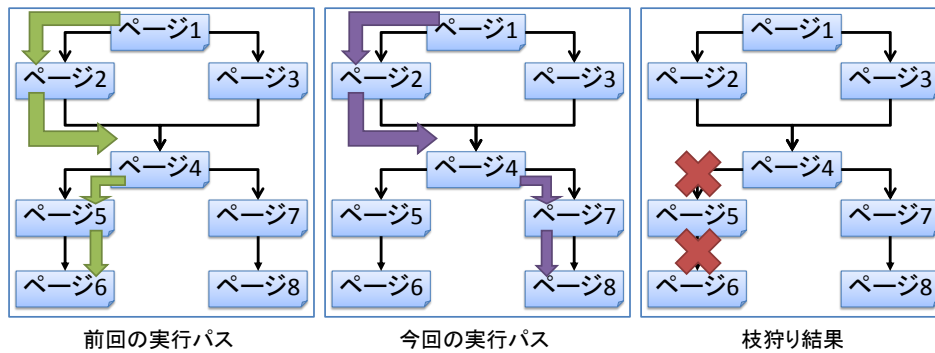 ページ1
ページ2
ページ3
ページ4
ページ5
ページ7
ページ6
ページ8
前回の実行パス
ページ1
ページ2
ページ3
ページ4
ページ5
ページ7
ページ6
ページ8
今回の実行パス
ページ1
ページ2
ページ3
ページ4
ページ5
ページ7
ページ6
ページ8
枝狩り結果